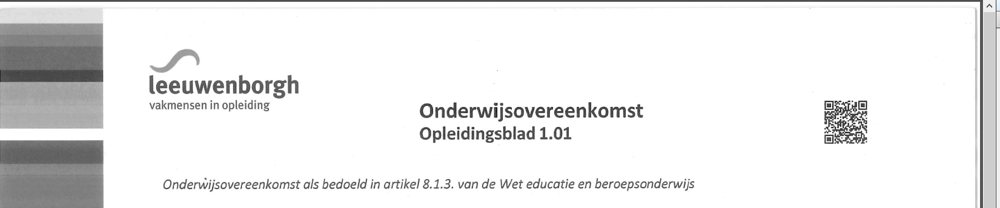 leeuwenborgh
vakmensen in opleiding
Onderwijsovereenkomst
Opleidingsblad 1.01
Onderwijsovereenkomst als bedoeld in artikel 8.1.3. van de Wet educatie en beroepsonderwijs